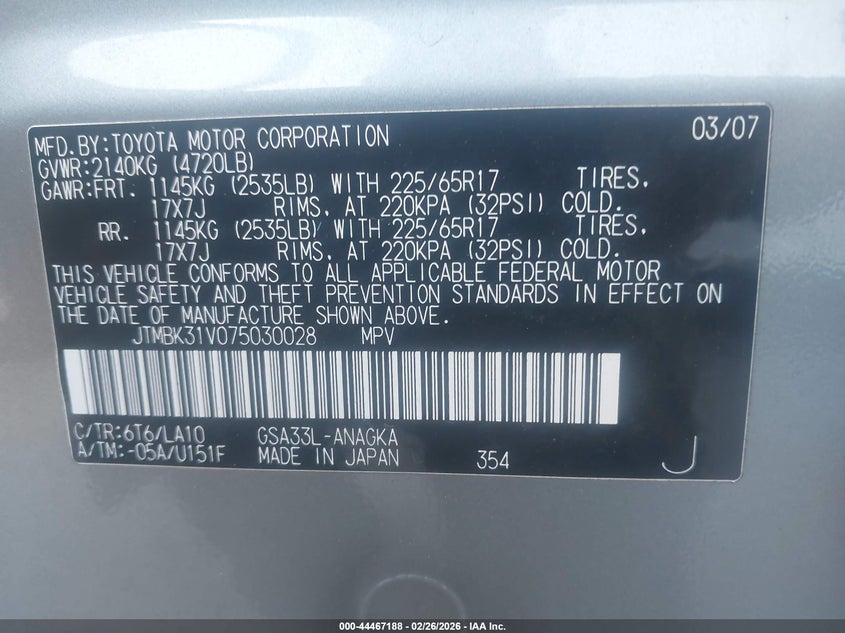 MFD.BY:TOYOTA MOTOR CORPORATION 03/07
GVWR:2140KG (4720LB)
GAWR:FRT. 1145KG (2535LB) WITH 225/65R17 TIRES,
17X7J RIMS, AT 220KPA (32PSI) COLD.
RR. 1145KG (2535LB) WITH 225/65R17 TIRES,
17X7J RIMS, AT 220KPA (32PSI) COLD.
THIS VEHICLE CONFORMS TO ALL APPLICABLE FEDERAL MOTOR
VEHICLE SAFETY AND THEFT PREVENTION STANDARDS IN EFFECT ON
THE DATE OF MANUFACTURE SHOWN ABOVE.
JTMBK31V075030028 MPV
C/TR:6T6/LA10 GSA33L-ANAGKA
A/TM:-05A/U151F MADE IN JAPAN 354 J
000-44467188 - 02/26/2026 - IAA Inc.